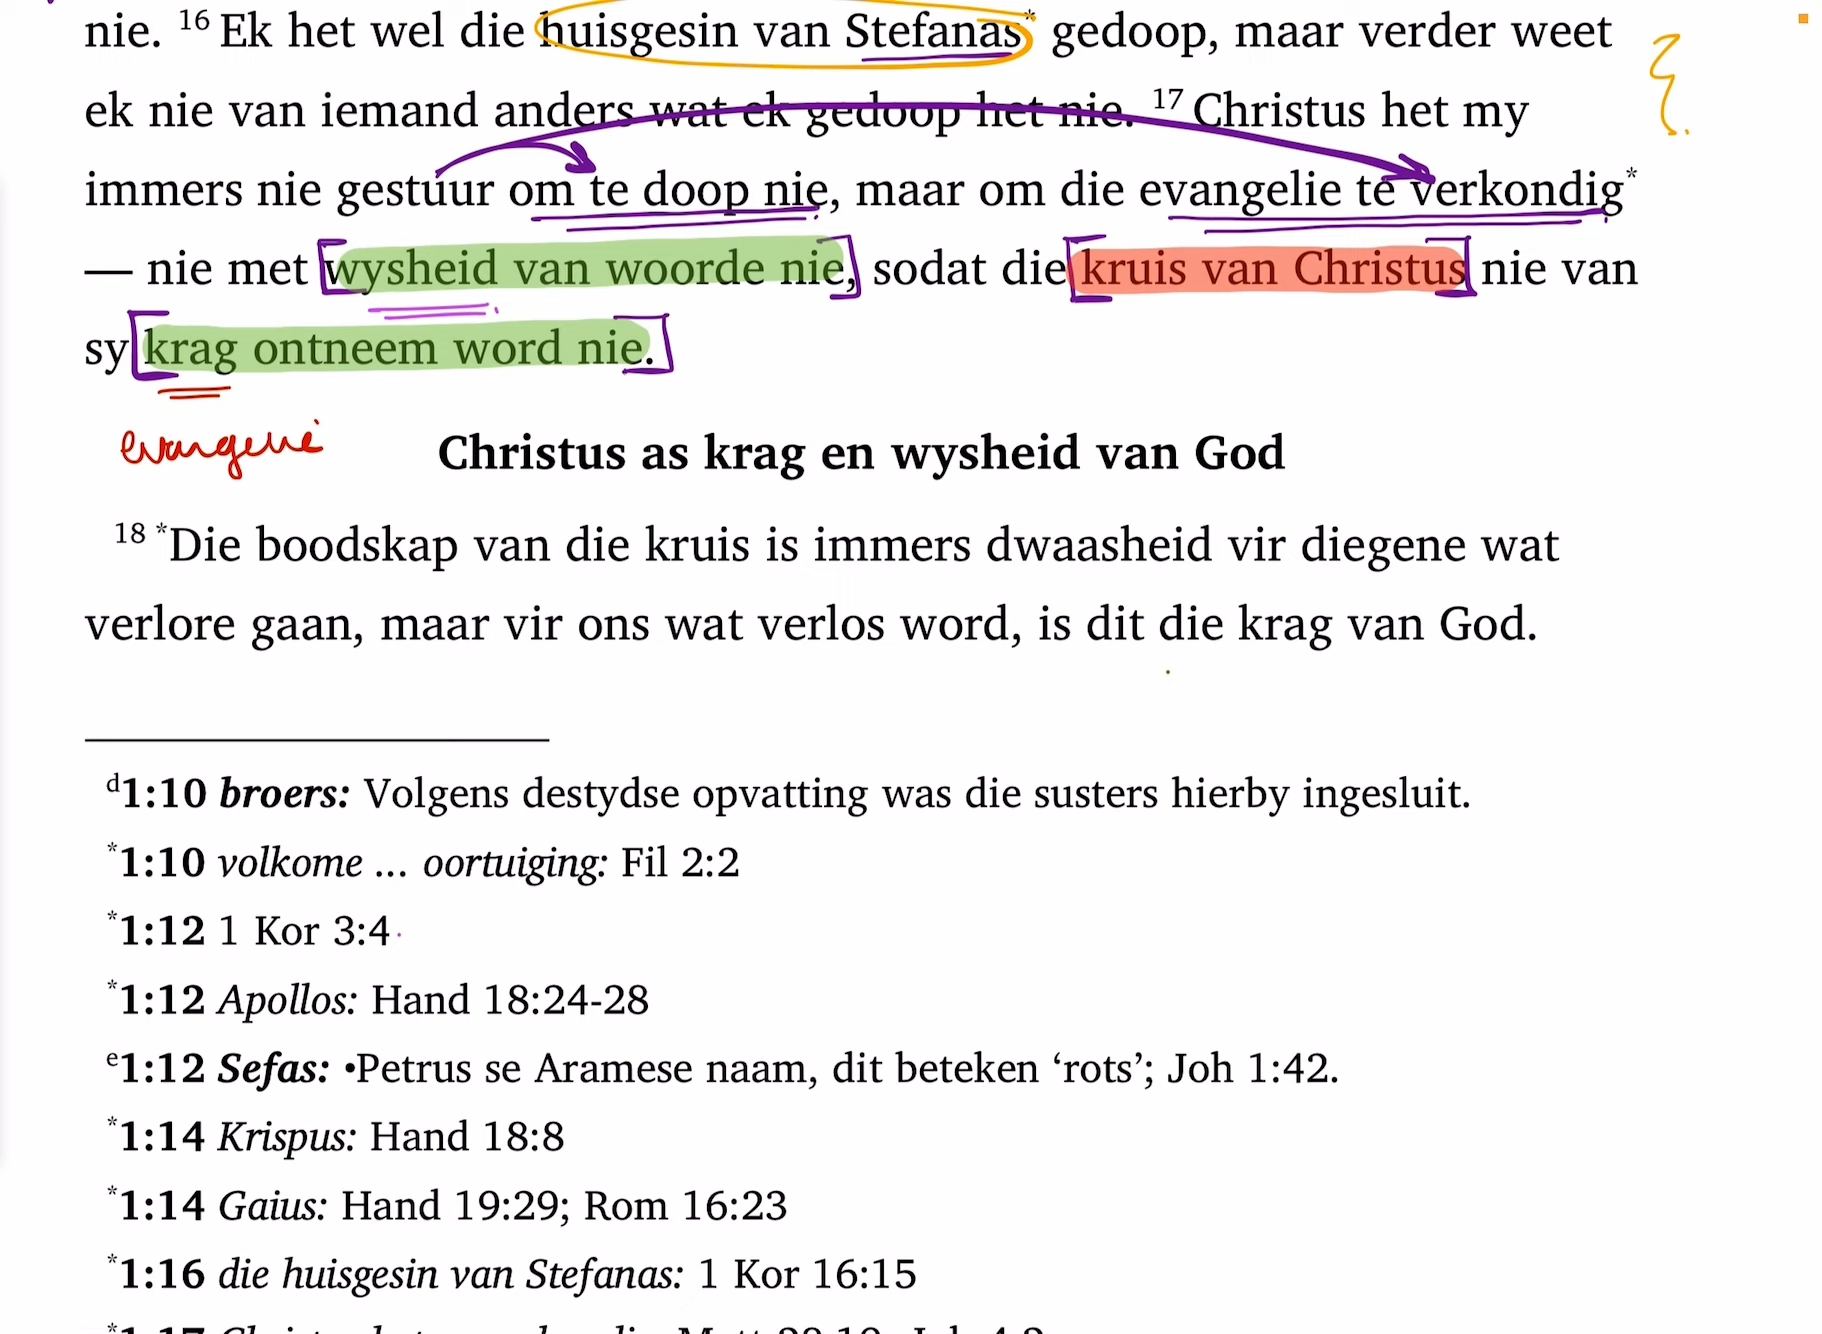 nie. 16 Ek het wel die huisgesin van Stefanas* gedoop, maar verder weet
ek nie van iemand anders wat ek gedoop het nie. 17 Christus het my
immers nie gestuur om te doop nie, maar om die evangelie te verkondig*
— nie met wysheid van woorde nie, sodat die kruis van Christus nie van
sy krag ontneem word nie.
evangelie
Christus as krag en wysheid van God
18 *Die boodskap van die kruis is immers dwaasheid vir diegene wat
verlore gaan, maar vir ons wat verlos word, is dit die krag van God.
d1:10 broers: Volgens destydse opvatting was die susters hierby ingesluit.
*1:10 volkome ... oortuiging: Fil 2:2
*1:12 1 Kor 3:4
*1:12 Apollos: Hand 18:24-28
e1:12 Sefas: •Petrus se Aramese naam, dit beteken ‘rots’; Joh 1:42.
*1:14 Krispus: Hand 18:8
*1:14 Gaius: Hand 19:29; Rom 16:23
*1:16 die huisgesin van Stefanas: 1 Kor 16:15